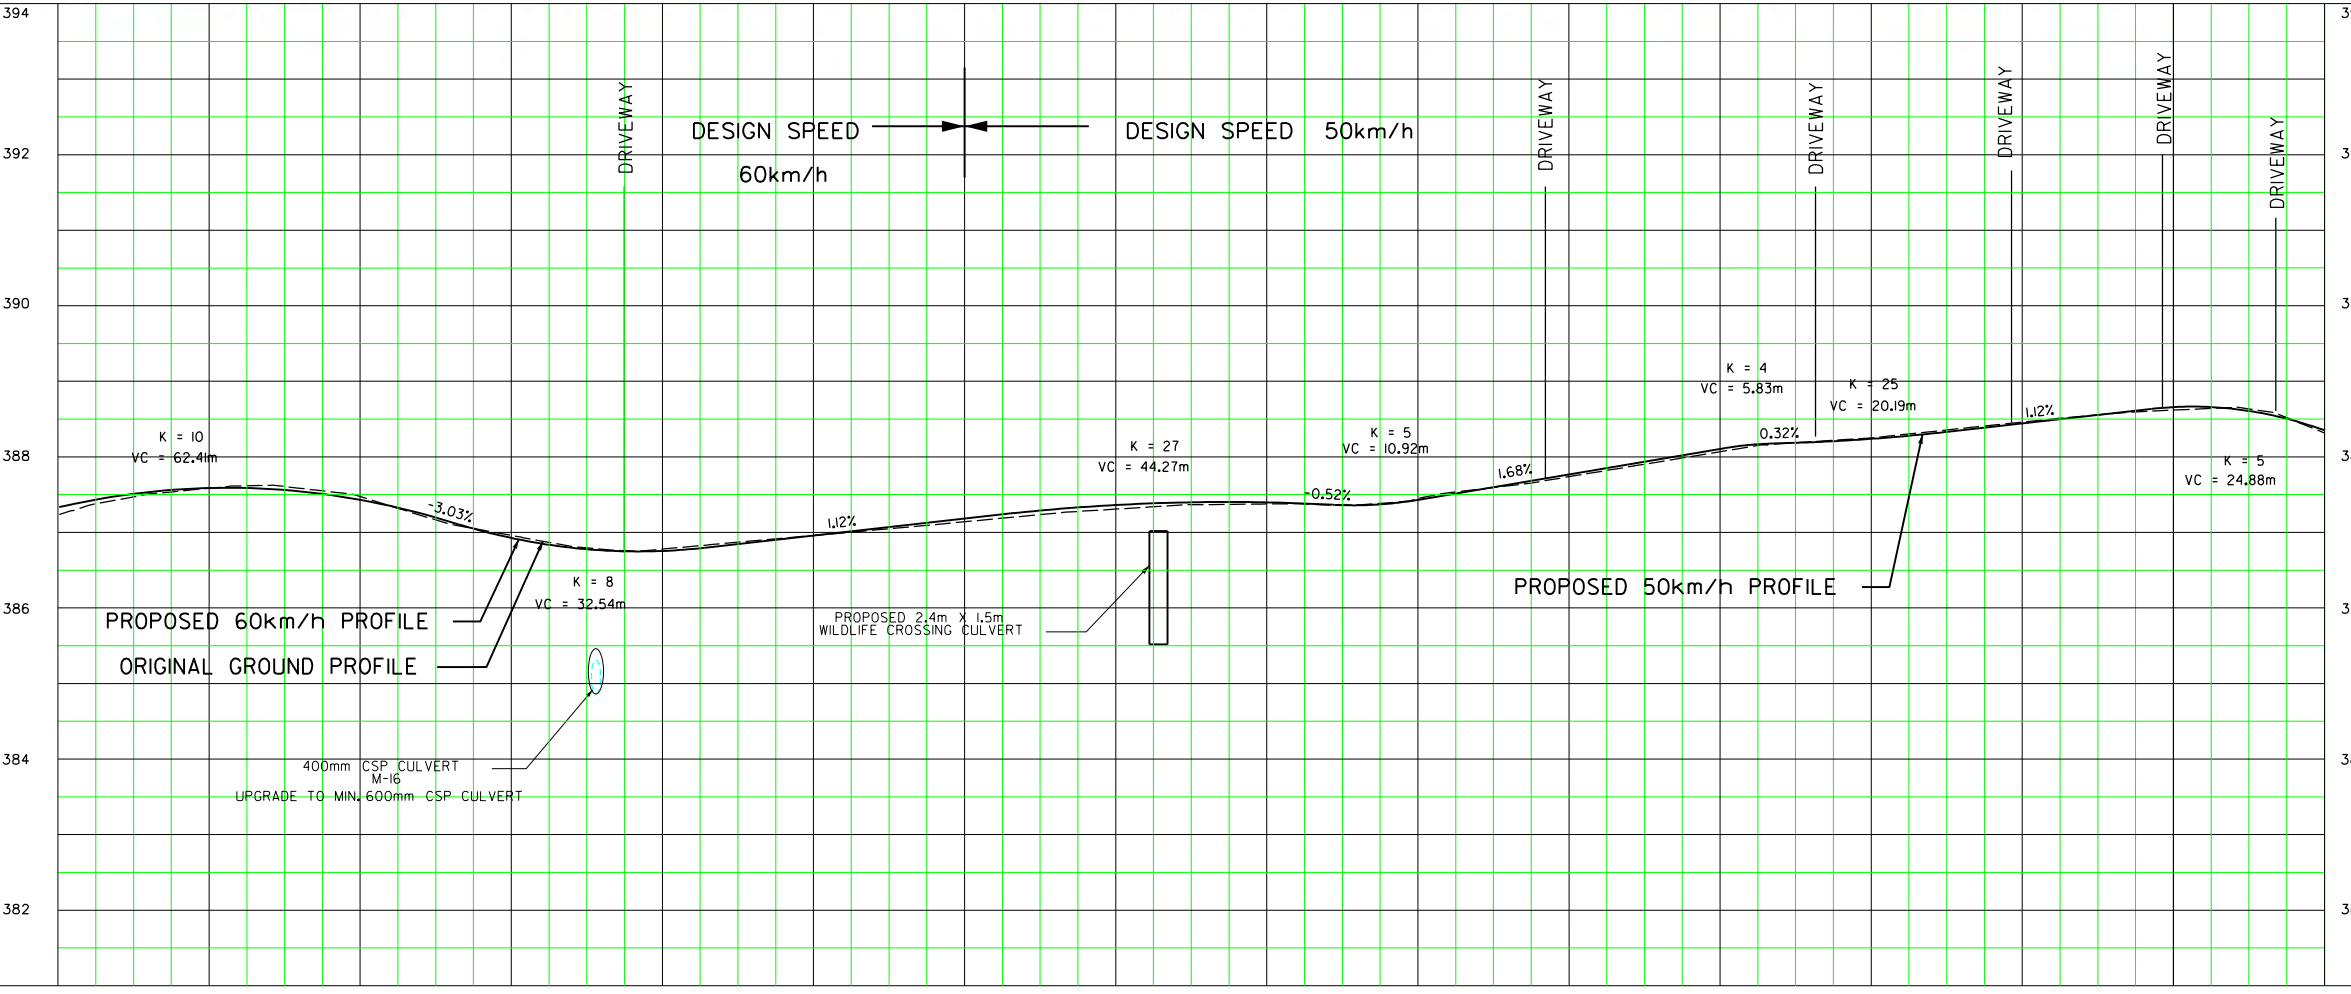 394
392
390
388
386
384
382
DRIVEWAY
DESIGN SPEED
60km/h
DESIGN SPEED 50km/h
DRIVEWAY
DRIVEWAY
DRIVEWAY
DRIVEWAY
DRIVEWAY
K = 10
VC = 62.41m
-3.03%
K = 8
VC = 32.54m
1.12%
K = 27
VC = 44.27m
-0.52%
K = 5
VC = 10.92m
1.68%
K = 4
VC = 5.83m
0.32%
K = 25
VC = 20.19m
1.12%
K = 5
VC = 24.88m
PROPOSED 60km/h PROFILE
ORIGINAL GROUND PROFILE
PROPOSED 2.4m X 1.5m
WILDLIFE CROSSING CULVERT
PROPOSED 50km/h PROFILE
400mm CSP CULVERT
M-16
UPGRADE TO MIN. 600mm CSP CULVERT